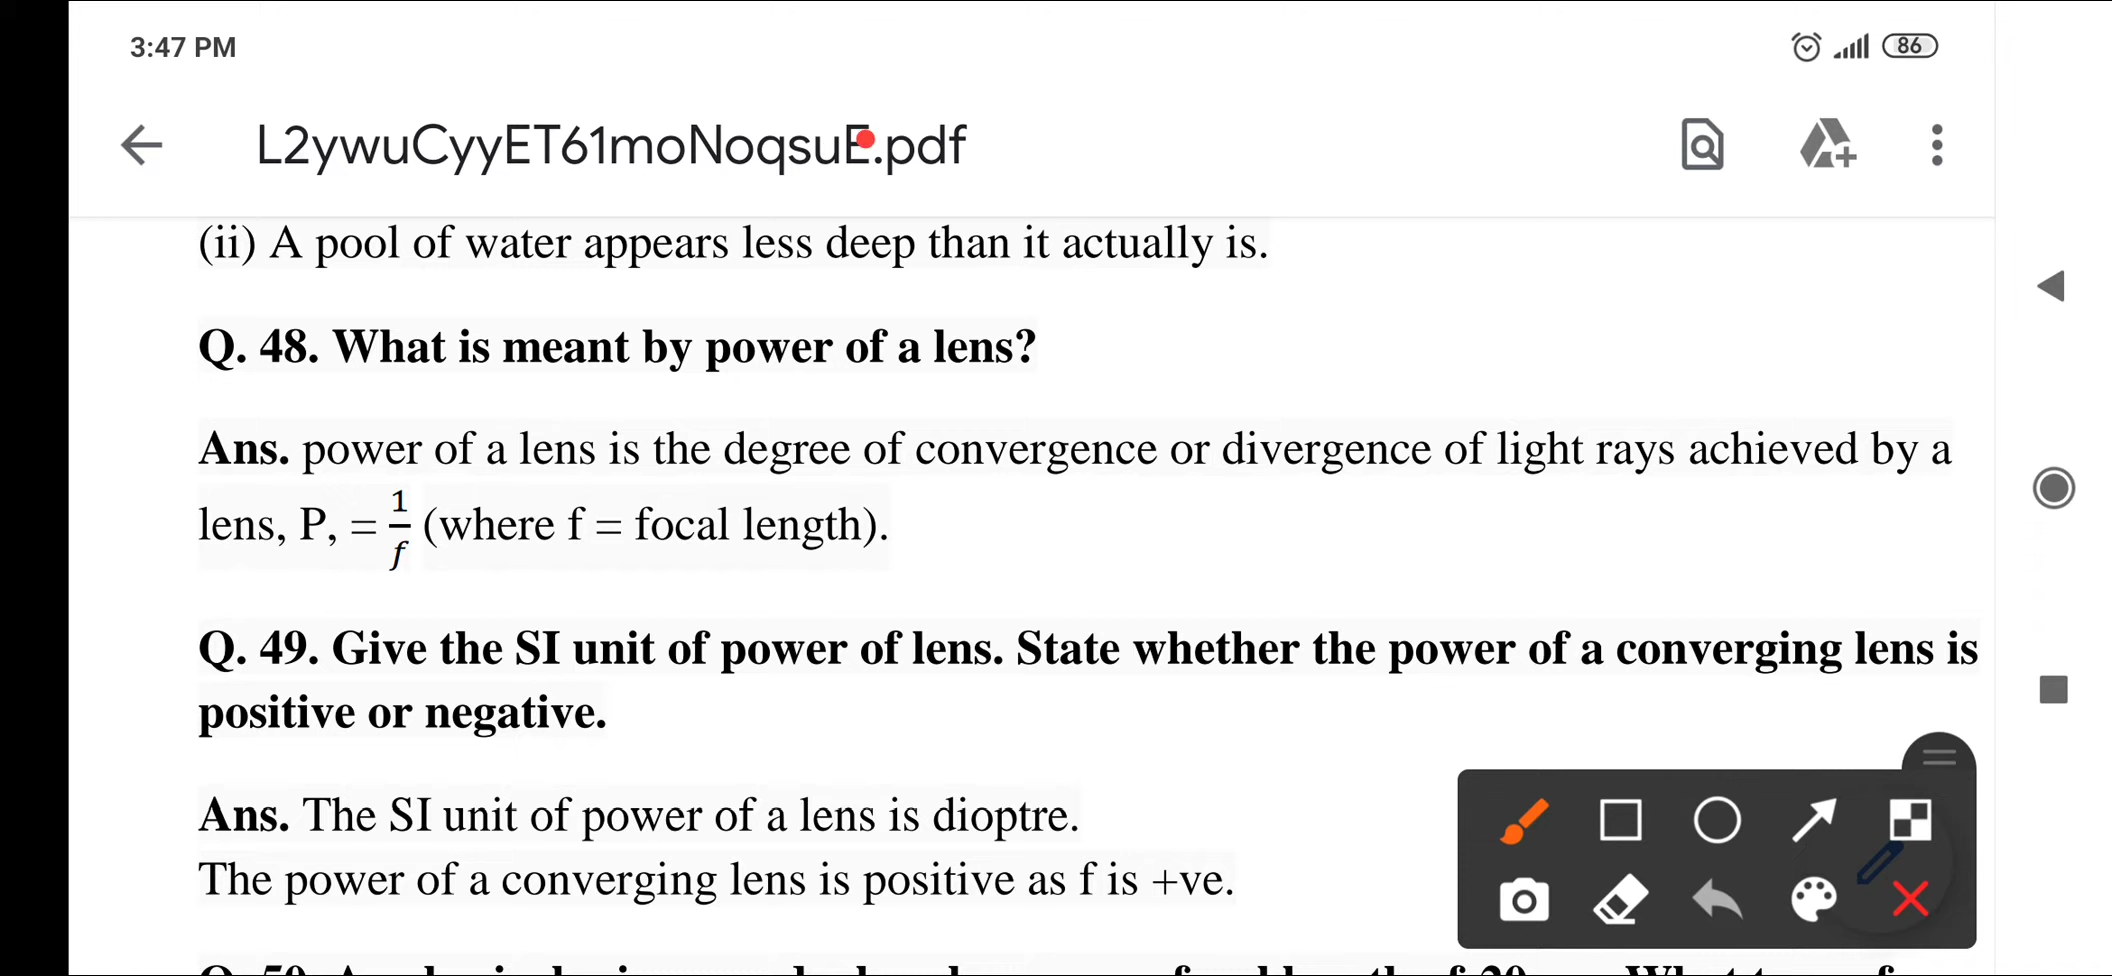 3:47 PM
86
L2ywuCyyET61moNoqsuE.pdf
(ii) A pool of water appears less deep than it actually is.
Q. 48. What is meant by power of a lens?
Ans. power of a lens is the degree of convergence or divergence of light rays achieved by a
lens, P, = 1/f (where f = focal length).
Q. 49. Give the SI unit of power of lens. State whether the power of a converging lens is
positive or negative.
Ans. The SI unit of power of a lens is dioptre.
The power of a converging lens is positive as f is +ve.